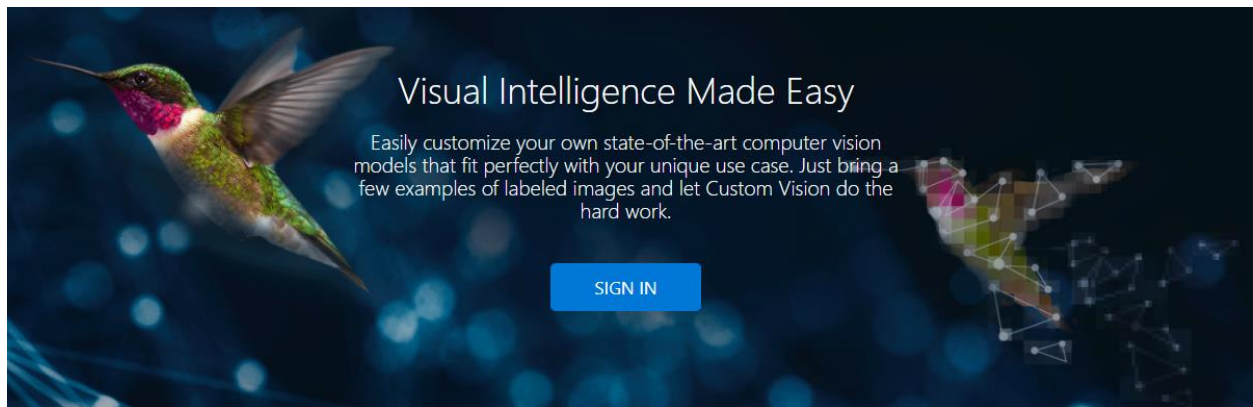 Visual Intelligence Made Easy
Easily customize your own state-of-the-art computer vision
models that fit perfectly with your unique use case. Just bring a
few examples of labeled images and let Custom Vision do the
hard work.
SIGN IN